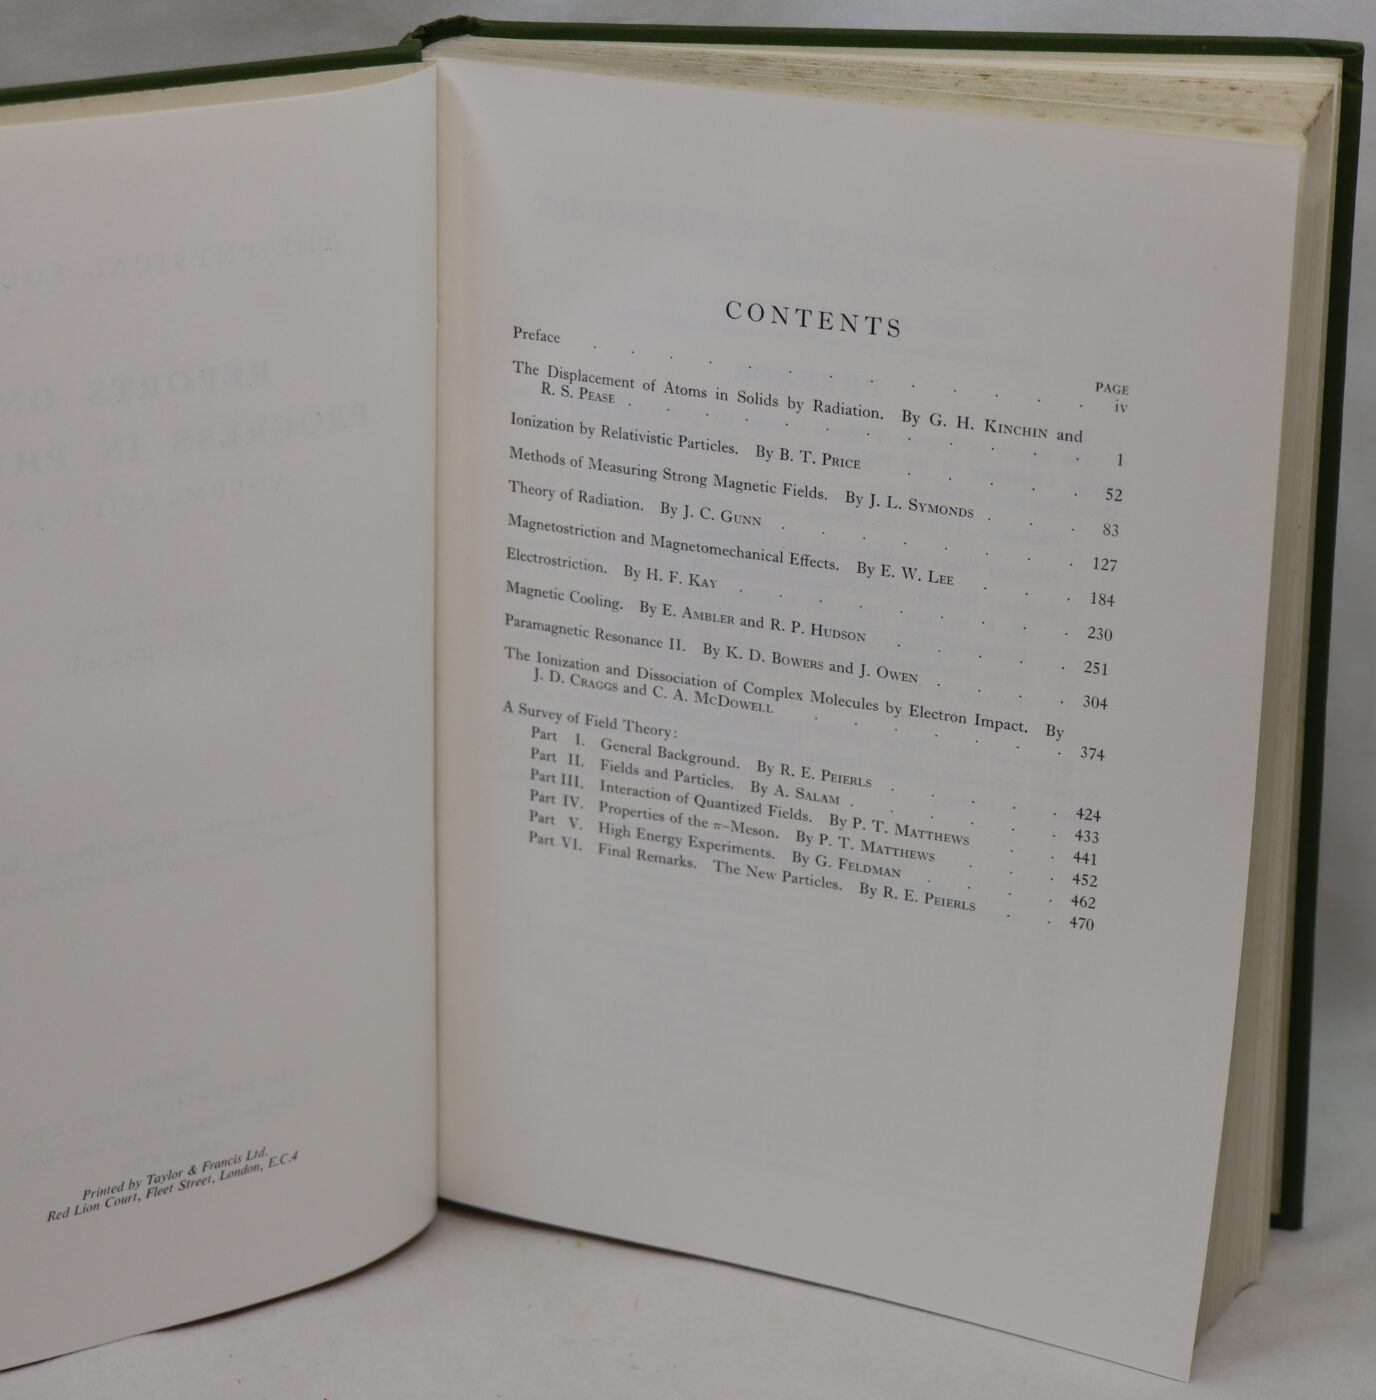 Printed by Taylor & Francis Ltd.
Red Lion Court, Fleet Street, London, E.C.4
CONTENTS
PAGE
Preface . . . . . . . . . . . . . iv
The Displacement of Atoms in Solids by Radiation. By G. H. KINCHIN and
R. S. PEASE . . . . . . . . . . . . 1
Ionization by Relativistic Particles. By B. T. PRICE . . . . . 52
Methods of Measuring Strong Magnetic Fields. By J. L. SYMONDS . . . 83
Theory of Radiation. By J. C. GUNN . . . . . . . . 127
Magnetostriction and Magnetomechanical Effects. By E. W. LEE . . . 184
Electrostriction. By H. F. KAY . . . . . . . . . 230
Magnetic Cooling. By E. AMBLER and R. P. HUDSON . . . . . 251
Paramagnetic Resonance II. By K. D. BOWERS and J. OWEN . . . . 304
The Ionization and Dissociation of Complex Molecules by Electron Impact. By
J. D. CRAGGS and C. A. MCDOWELL . . . . . . . 374
A Survey of Field Theory:
Part I. General Background. By R. E. PEIERLS . . . . . 424
Part II. Fields and Particles. By A. SALAM . . . . . . 433
Part III. Interaction of Quantized Fields. By P. T. MATTHEWS . . 441
Part IV. Properties of the π-Meson. By P. T. MATTHEWS . . . 452
Part V. High Energy Experiments. By G. FELDMAN . . . . 462
Part VI. Final Remarks. The New Particles. By R. E. PEIERLS . . 470